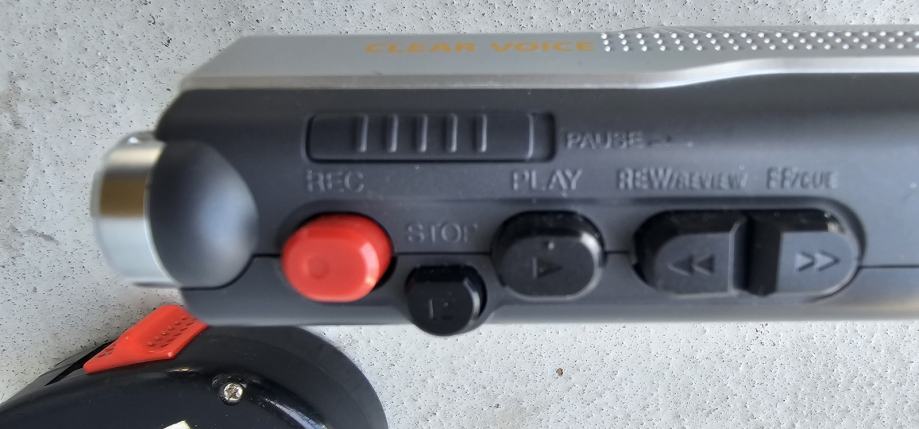 CLEAR VOICE
PAUSE
REC
PLAY
REW/REVIEW
FF/CUE
STOP